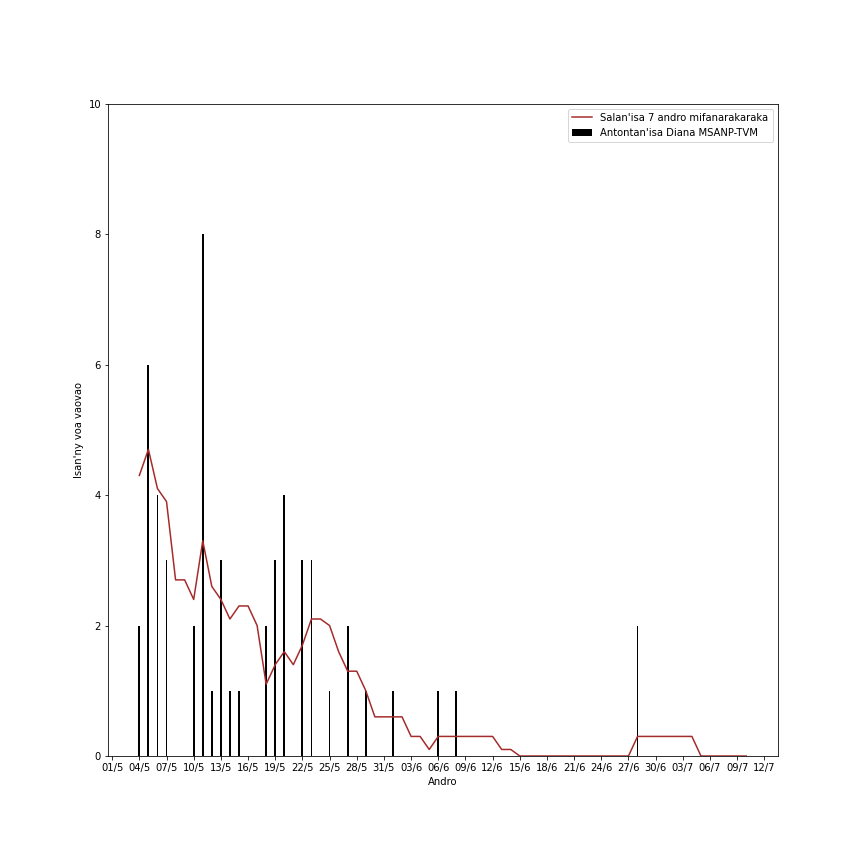 10
Salan'isa 7 andro mifanarakaraka
Antontan'isa Diana MSANP-TVM
8
6
Isan'ny voa vaovao
4
2
0
01/5 04/5 07/5 10/5 13/5 16/5 19/5 22/5 25/5 28/5 31/5 03/6 06/6 09/6 12/6 15/6 18/6 21/6 24/6 27/6 30/6 03/7 06/7 09/7 12/7
Andro